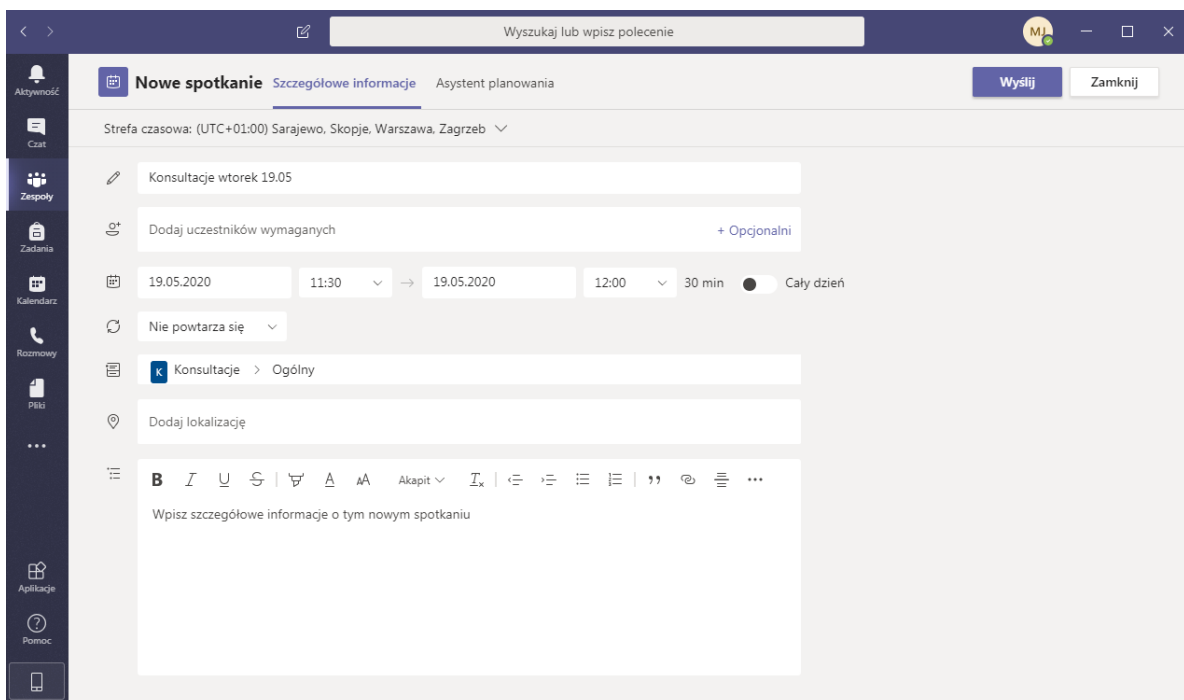 Wyszukaj lub wpisz polecenie
MJ
Aktywność
Czat
Zespoły
Zadania
Kalendarz
Rozmowy
Pliki
Aplikacje
Pomoc
Nowe spotkanie Szczegółowe informacje Asystent planowania Wyślij Zamknij
Strefa czasowa: (UTC+01:00) Sarajewo, Skopje, Warszawa, Zagrzeb
Konsultacje wtorek 19.05
Dodaj uczestników wymaganych + Opcjonalni
19.05.2020 11:30 → 19.05.2020 12:00 30 min Cały dzień
Nie powtarza się
K Konsultacje > Ogólny
Dodaj lokalizację
B I U S A AA Akapit Tx
Wpisz szczegółowe informacje o tym nowym spotkaniu